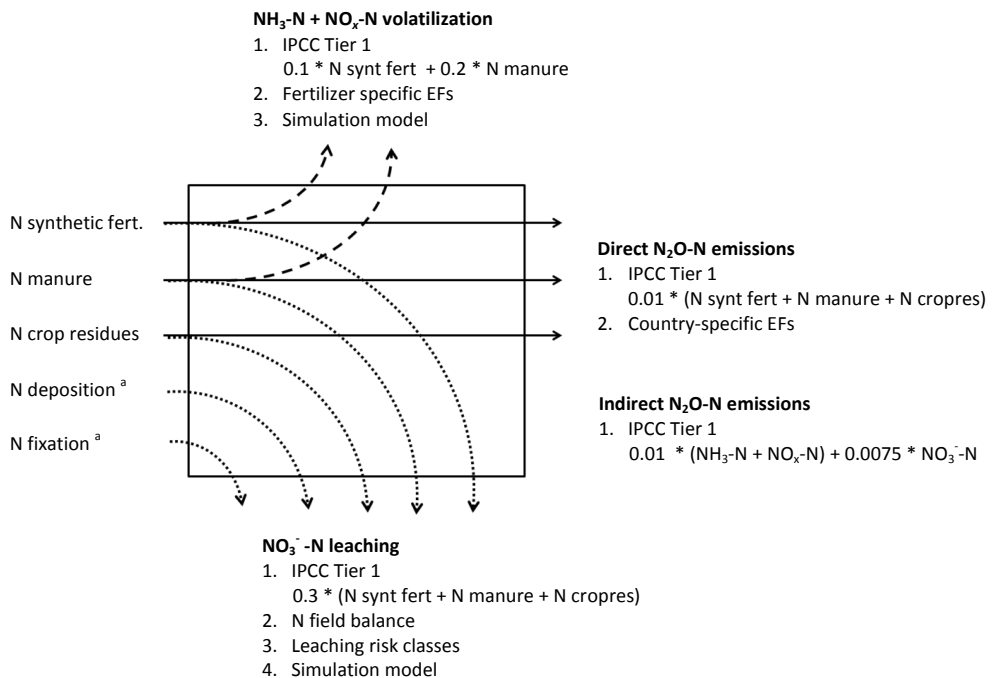 NH₃-N + NOₓ-N volatilization
1. IPCC Tier 1
0.1 * N synt fert + 0.2 * N manure
2. Fertilizer specific EFs
3. Simulation model
N synthetic fert.
N manure
N crop residues
N deposition ᵃ
N fixation ᵃ
Direct N₂O-N emissions
1. IPCC Tier 1
0.01 * (N synt fert + N manure + N cropres)
2. Country-specific EFs
Indirect N₂O-N emissions
1. IPCC Tier 1
0.01 * (NH₃-N + NOₓ-N) + 0.0075 * NO₃⁻-N
NO₃⁻ -N leaching
1. IPCC Tier 1
0.3 * (N synt fert + N manure + N cropres)
2. N field balance
3. Leaching risk classes
4. Simulation model